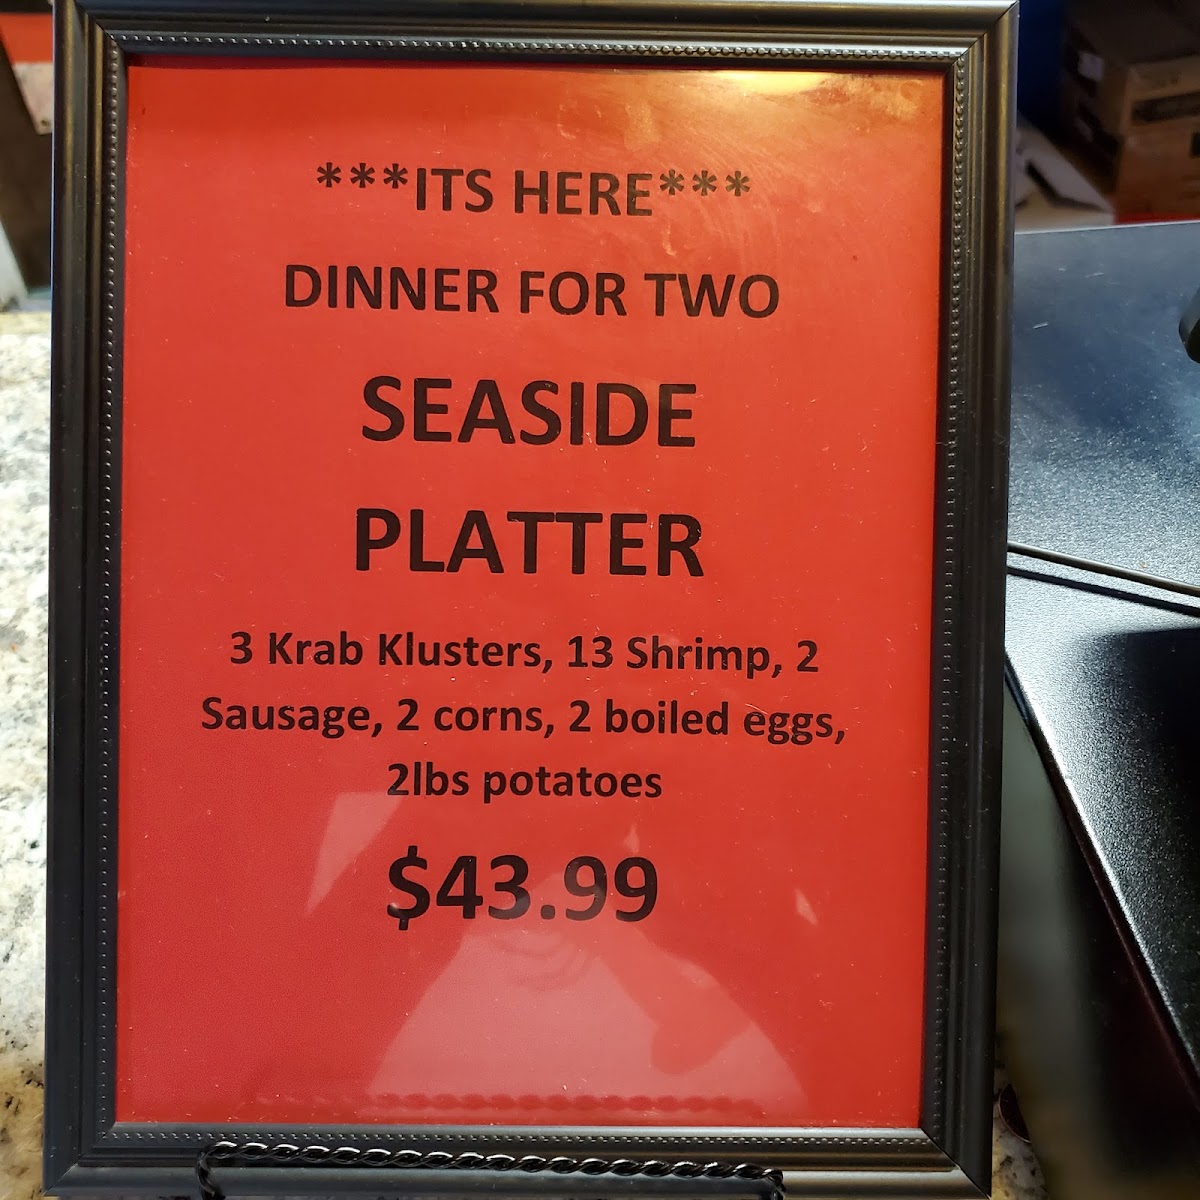 ***ITS HERE***
DINNER FOR TWO
SEASIDE
PLATTER
3 Krab Klusters, 13 Shrimp, 2
Sausage, 2 corns, 2 boiled eggs,
2lbs potatoes
$43.99